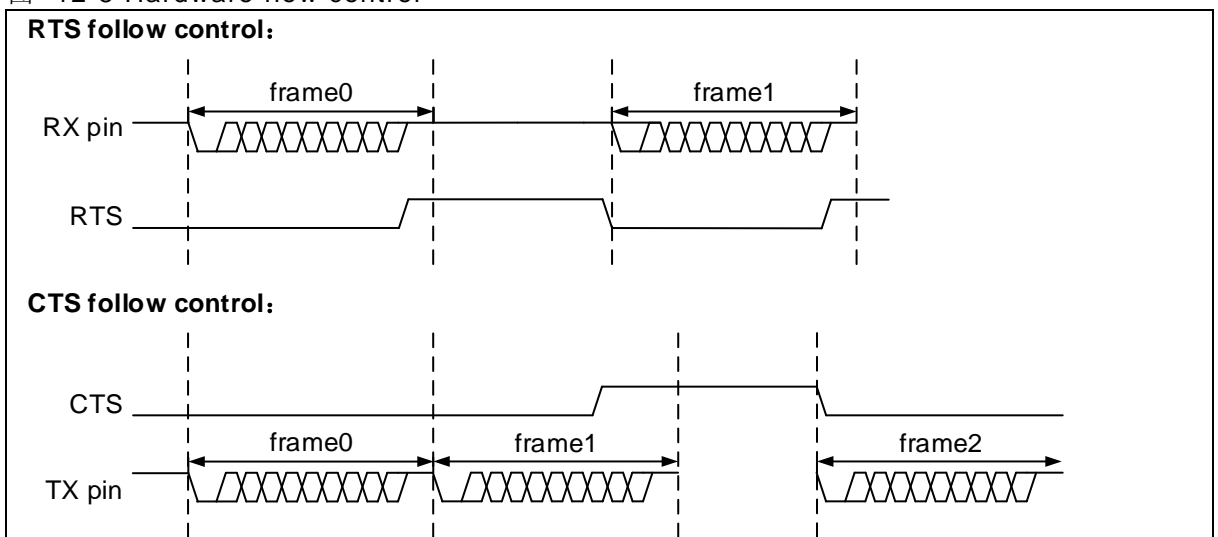 RTS follow control：
frame0 frame1
RX pin
RTS
CTS follow control：
CTS
frame0 frame1 frame2
TX pin